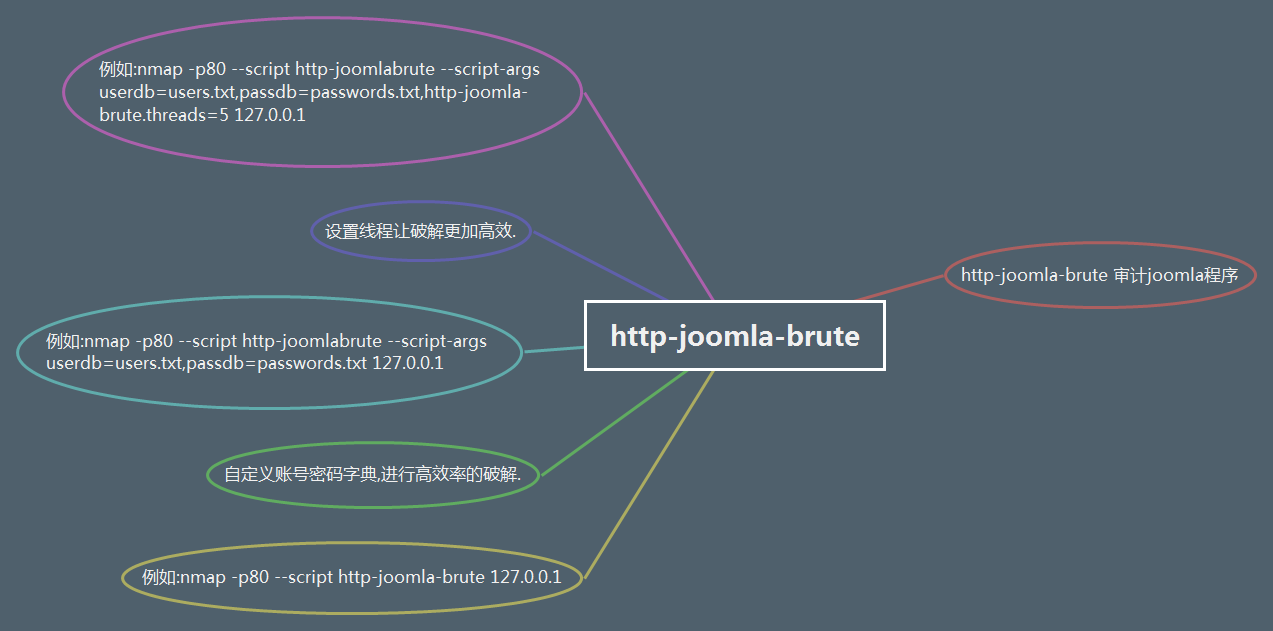 例如:nmap -p80 --script http-joomlabrute --script-args
userdb=users.txt,passdb=passwords.txt,http-joomla-
brute.threads=5 127.0.0.1
设置线程让破解更加高效.
http-joomla-brute 审计joomla程序
http-joomla-brute
例如:nmap -p80 --script http-joomlabrute --script-args
userdb=users.txt,passdb=passwords.txt 127.0.0.1
自定义账号密码字典,进行高效率的破解.
例如:nmap -p80 --script http-joomla-brute 127.0.0.1